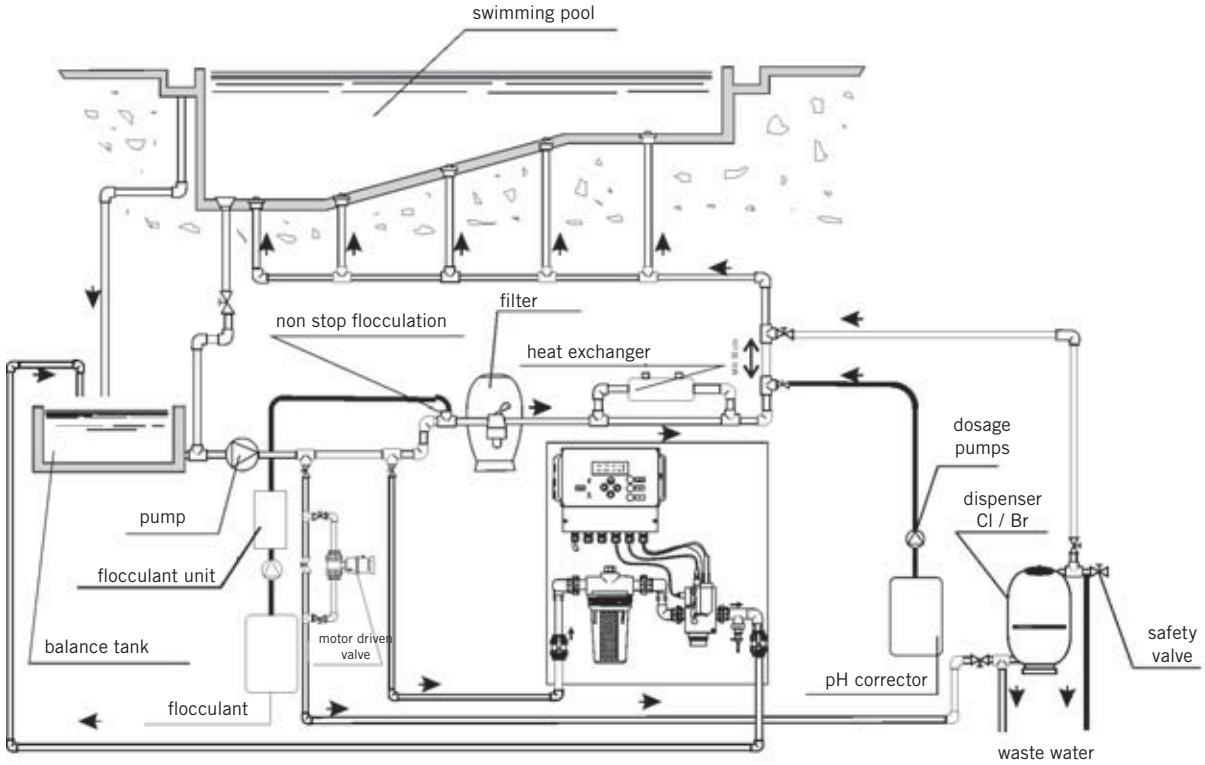 swimming pool
filter
non stop flocculation
heat exchanger
dosage
pumps
dispenser
Cl / Br
pump
flocculant unit
motor driven
valve
balance tank
safety
valve
pH corrector
flocculant
waste water